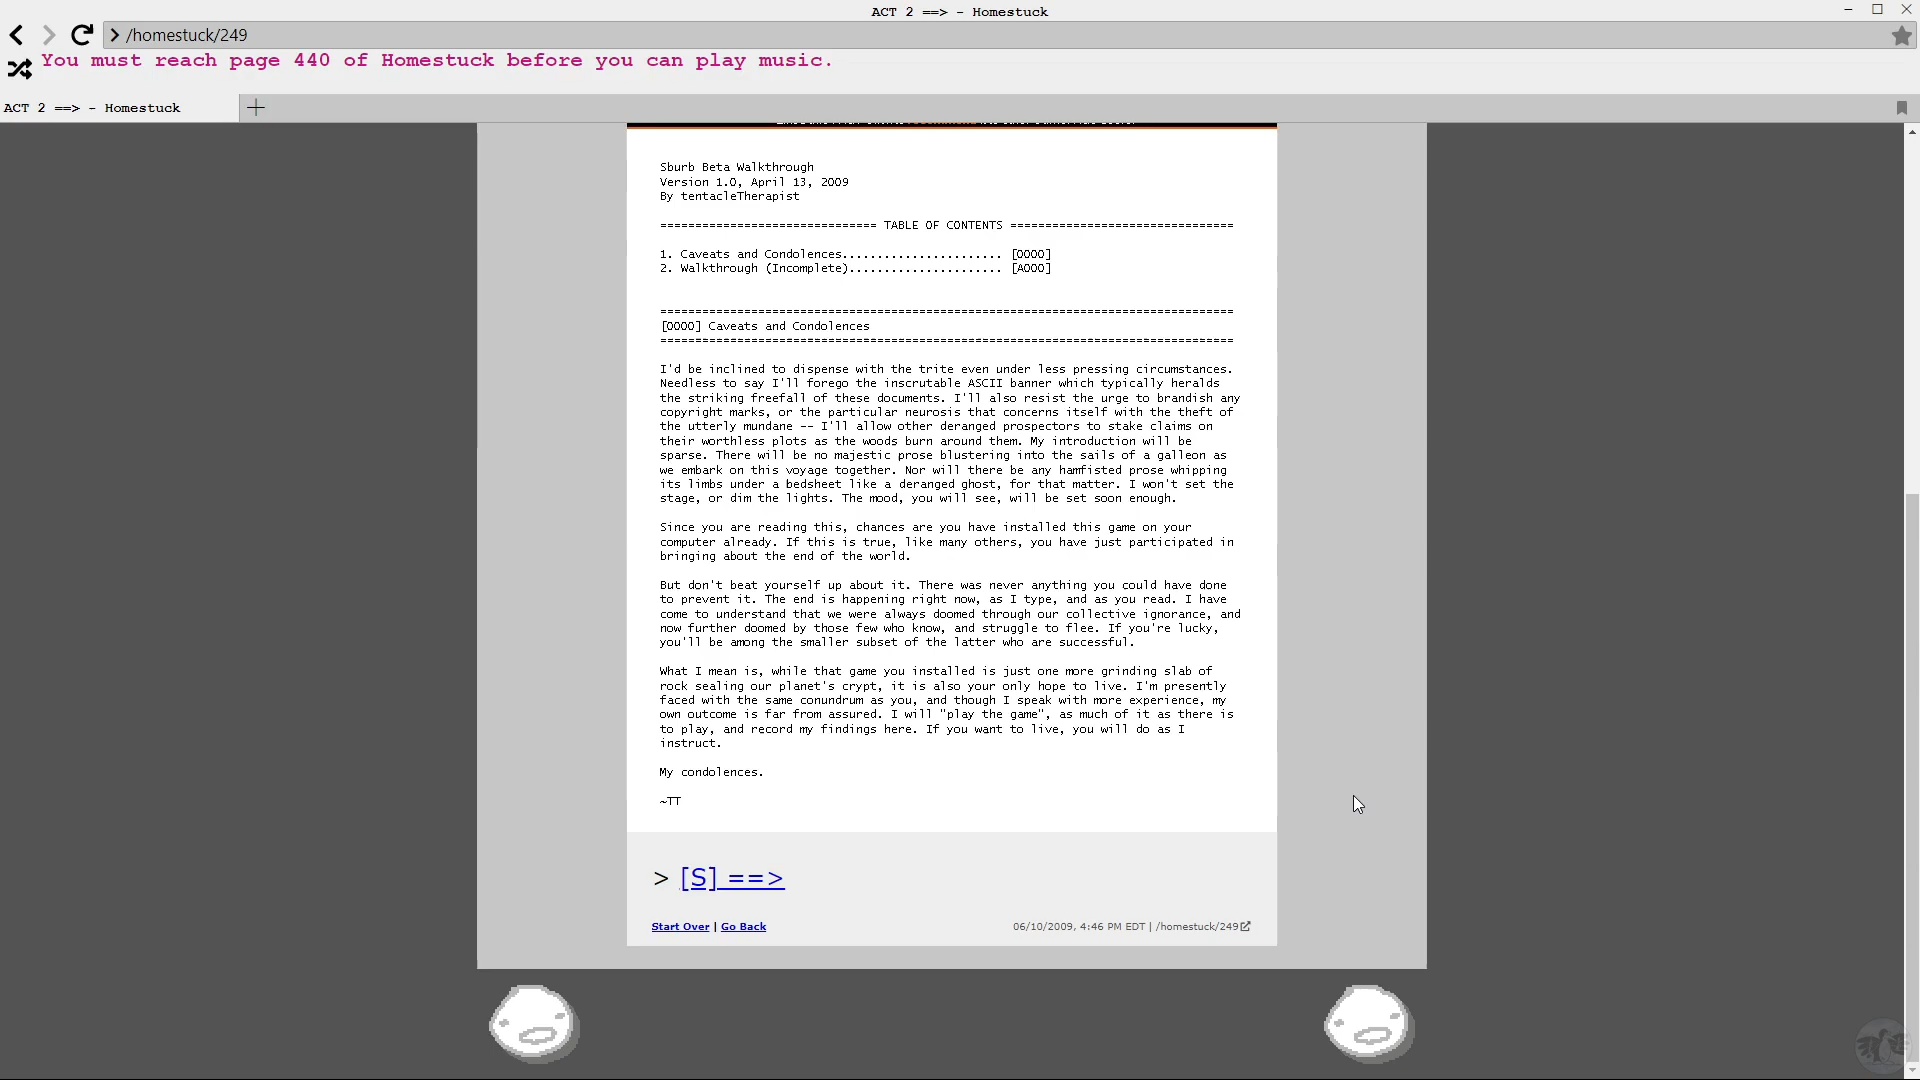 ACT 2 ==> - Homestuck
/homestuck/249
You must reach page 440 of Homestuck before you can play music.
ACT 2 ==> - Homestuck
Sburb Beta Walkthrough
Version 1.0, April 13, 2009
By tentacleTherapist
=============================== TABLE OF CONTENTS ================================
1. Caveats and Condolences....................... [0000]
2. Walkthrough (Incomplete)...................... [A000]
==================================================================================
[0000] Caveats and Condolences
==================================================================================
I'd be inclined to dispense with the trite even under less pressing circumstances.
Needless to say I'll forego the inscrutable ASCII banner which typically heralds
the striking freefall of these documents. I'll also resist the urge to brandish any
copyright marks, or the particular neurosis that concerns itself with the theft of
the utterly mundane -- I'll allow other deranged prospectors to stake claims on
their worthless plots as the woods burn around them. My introduction will be
sparse. There will be no majestic prose blustering into the sails of a galleon as
we embark on this voyage together. Nor will there be any hamfisted prose whipping
its limbs under a bedsheet like a deranged ghost, for that matter. I won't set the
stage, or dim the lights. The mood, you will see, will be set soon enough.
Since you are reading this, chances are you have installed this game on your
computer already. If this is true, like many others, you have just participated in
bringing about the end of the world.
But don't beat yourself up about it. There was never anything you could have done
to prevent it. The end is happening right now, as I type, and as you read. I have
come to understand that we were always doomed through our collective ignorance, and
now further doomed by those few who know, and struggle to flee. If you're lucky,
you'll be among the smaller subset of the latter who are successful.
What I mean is, while that game you installed is just one more grinding slab of
rock sealing our planet's crypt, it is also your only hope to live. I'm presently
faced with the same conundrum as you, and though I speak with more experience, my
own outcome is far from assured. I will "play the game", as much of it as there is
to play, and record my findings here. If you want to live, you will do as I
instruct.
My condolences.
~TT
> [S] ==>
Start Over | Go Back
06/10/2009, 4:46 PM EDT | /homestuck/249